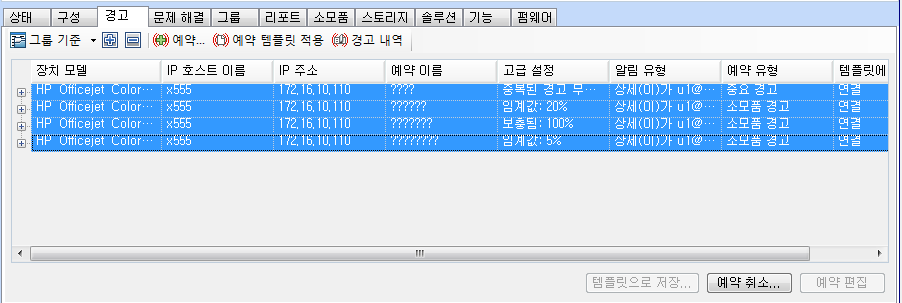 상태 구성 경고 문제 해결 그룹 리포트 소모품 스토리지 솔루션 기능 펌웨어
그룹 기준 예약... 예약 템플릿 적용 경고 내역
장치 모델 IP 호스트 이름 IP 주소 예약 이름 고급 설정 알림 유형 예약 유형 템플릿에
HP Officejet Color... x555 172.16.10.110 ???? 중복된 경고 무... 상세(이)가 u1@... 중요 경고 연결
HP Officejet Color... x555 172.16.10.110 ?????? 임계값: 20% 상세(이)가 u1@... 소모품 경고 연결
HP Officejet Color... x555 172.16.10.110 ??????? 보충됨: 100% 상세(이)가 u1@... 소모품 경고 연결
HP Officejet Color... x555 172.16.10.110 ???????? 임계값: 5% 상세(이)가 u1@... 소모품 경고 연결
템플릿으로 저장... 예약 취소... 예약 편집